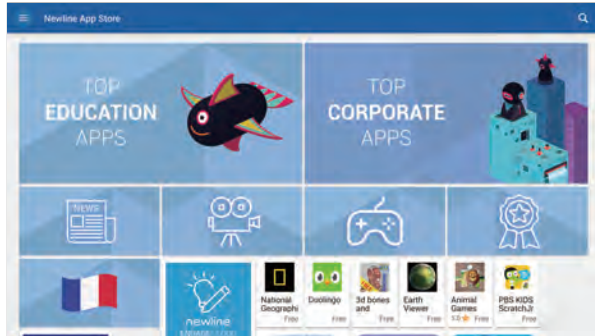 Newline App Store
TOP
EDUCATION
APPS
TOP
CORPORATE
APPS
NEWS
newline
National
Geographi
Free
Duolingo
Free
3d bones
and
Free
Earth
Viewer
Free
Animal
Games
Free
PBS KIDS
ScratchJr
Free